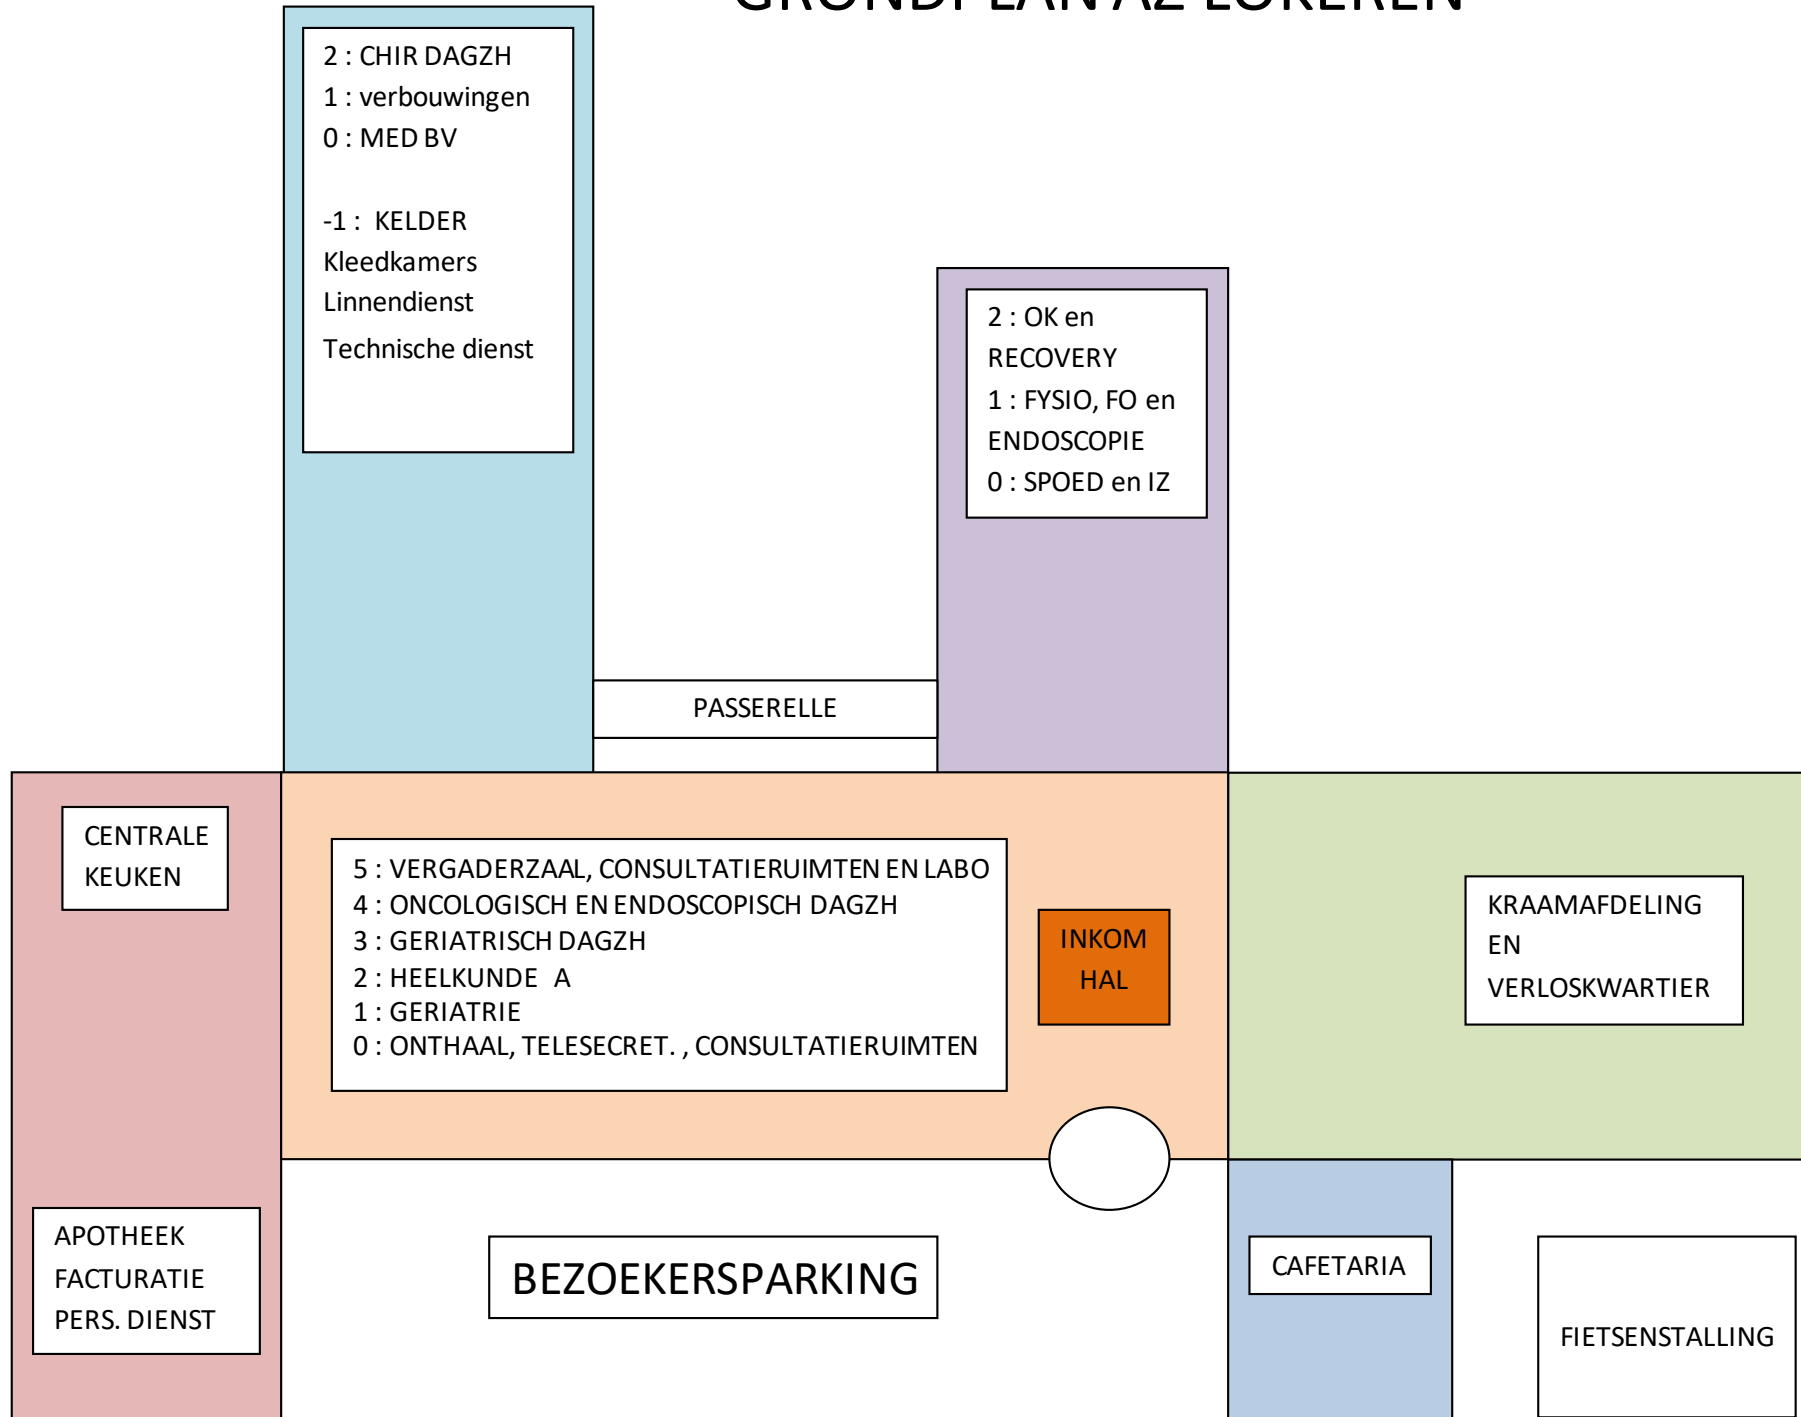 GRONDPLAN AZ LOKEREN
2 : CHIR DAGZH
1 : verbouwingen
0 : MED BV
-1 : KELDER
Kleedkamers
Linnendienst
Technische dienst
2 : OK en
RECOVERY
1 : FYSIO, FO en
ENDOSCOPIE
0 : SPOED en IZ
PASSERELLE
CENTRALE
KEUKEN
5 : VERGADERZAAL, CONSULTATIERUIMTEN EN LABO
4 : ONCOLOGISCH EN ENDOSCOPISCH DAGZH
3 : GERIATRISCH DAGZH
2 : HEELKUNDE A
1 : GERIATRIE
0 : ONTHAAL, TELESECRET. , CONSULTATIERUIMTEN
INKOM
HAL
KRAAMAFDELING
EN
VERLOSKWARTIER
APOTHEEK
FACTURATIE
PERS. DIENST
BEZOEKERSPARKING
CAFETARIA
FIETSENSTALLING